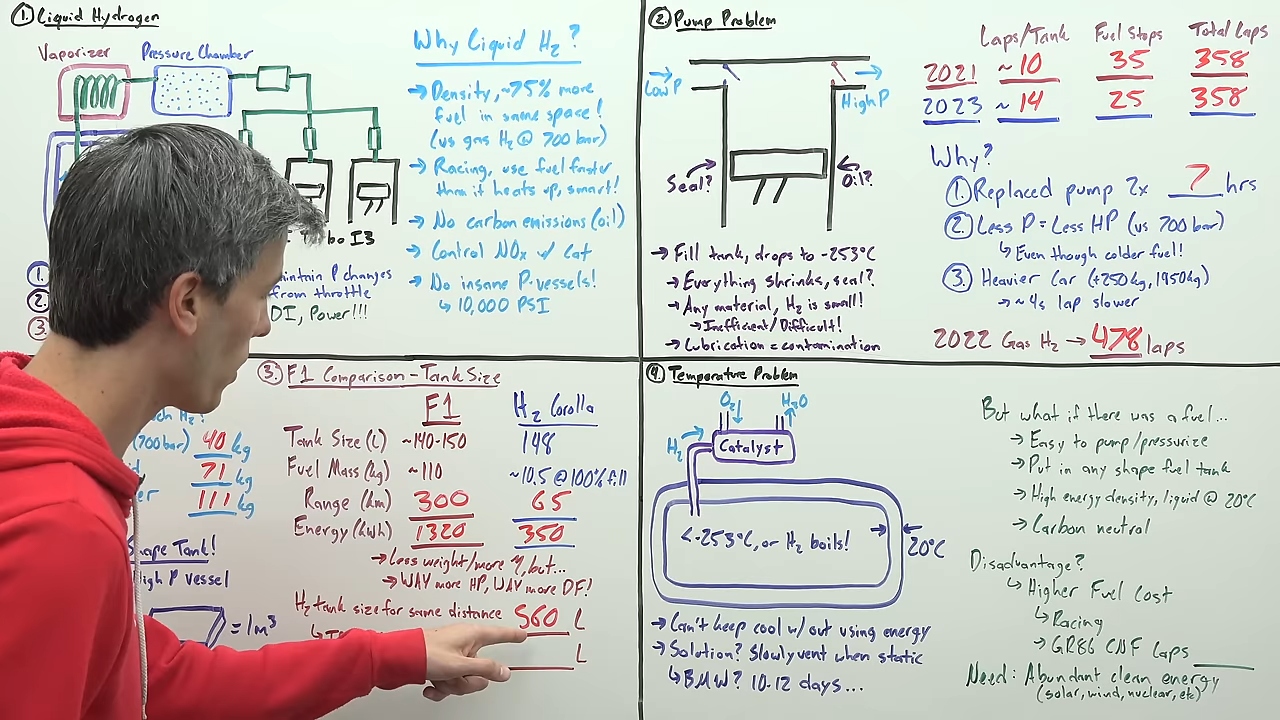 1. Liquid Hydrogen
Vaporizer
Pressure Chamber
I3
1.
2.
3.
P changes
from throttle
DI, Power!!!
Why Liquid H2?
→ Density, ~75% more
fuel in same space!
(vs gas H2 @ 700 bar)
→ Racing, use fuel faster
than it heats up, smart!
→ No carbon emissions (oil)
→ Control NOx w/ Cat
→ No insane P-vessels!
↳ 10,000 PSI
2. Pump Problem
Low P
High P
Seal?
Oil?
→ Fill tank, drops to -253°C
→ Everything shrinks, seal?
→ Any material, H2 is small!
→ Inefficient/Difficult!
→ Lubrication = contamination
Laps/Tank Fuel Stops Total Laps
2021 ~10 35 358
2023 ~14 25 358
Why?
1. Replaced pump 2x 7 hrs
2. Less P = Less HP (vs 700 bar)
↳ Even though colder fuel!
3. Heavier Car (+250kg, 1950kg)
↳ ~4s lap slower
2022 Gas H2 → 478 laps
H2?
(700 bar) 40 kg
71 kg
111 kg
Shape Tank!
High P vessel
= 1m³
3. F1 Comparison - Tank Size
F1 H2 Corolla
Tank Size (L) ~140-150 148
Fuel Mass (kg) ~110 ~10.5 @ 100% fill
Range (km) 300 65
Energy (kWh) 1320 350
→ Less weight/more η, but...
→ WAY more HP, WAY more DF!
H2 tank size for same distance 560 L
L
4. Temperature Problem
O2
H2O
H2
Catalyst
<-253°C, or H2 boils!
20°C
→ Can't keep cool w/out using energy
→ Solution? Slowly vent when static
↳ BMW? 10-12 days...
But what if there was a fuel...
→ Easy to pump/pressurize
→ Put in any shape fuel tank
→ High energy density, liquid @ 20°C
→ Carbon neutral
Disadvantage?
↳ Higher Fuel Cost
↳ Racing
→ GR86 CNF Laps
Need: Abundant clean energy
(solar, wind, nuclear, etc)